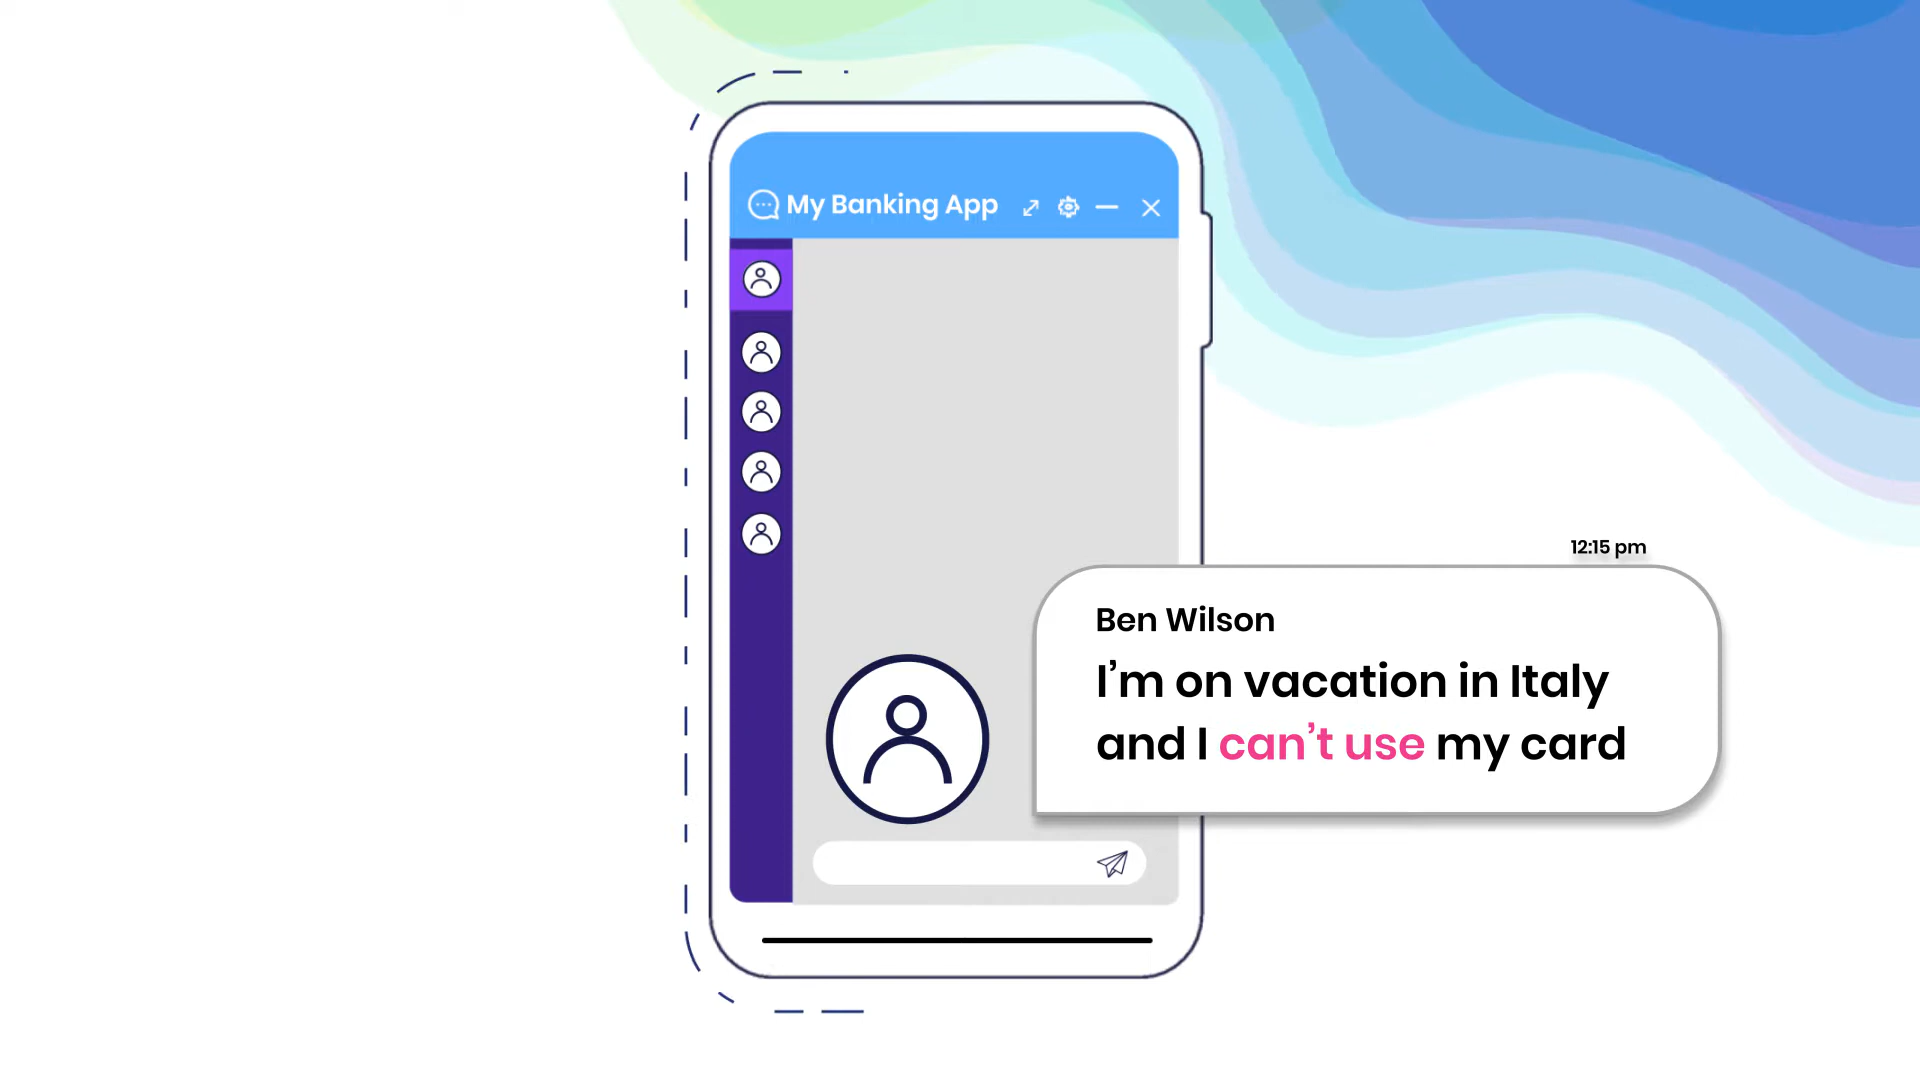 My Banking App
12:15 pm
Ben Wilson
I’m on vacation in Italy
and I can’t use my card